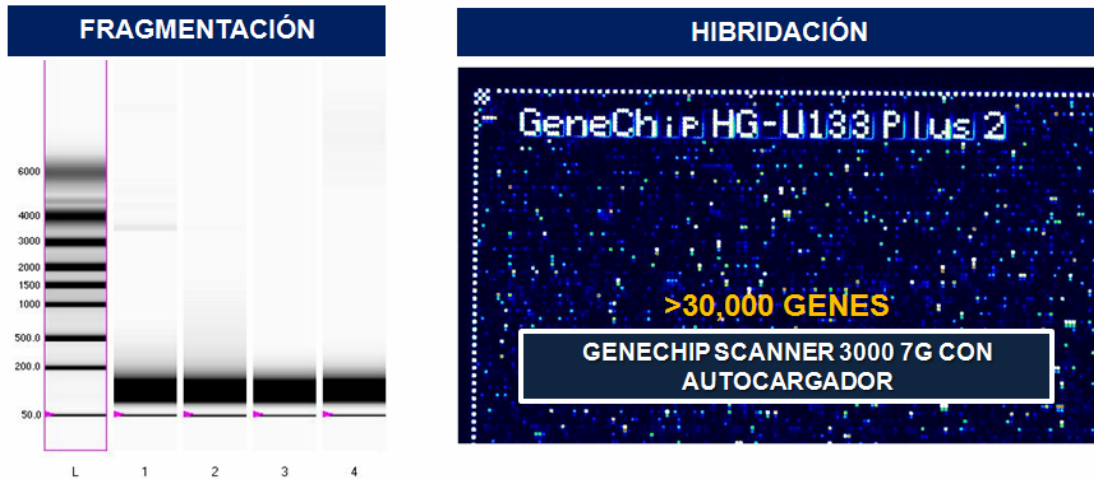 FRAGMENTACIÓN
6000
4000
3000
2000
1500
1000
500.0
200.0
50.0
L 1 2 3 4
HIBRIDACIÓN
GeneChip HG-U133 Plus 2
>30,000 GENES
GENECHIP SCANNER 3000 7G CON
AUTOCARGADOR